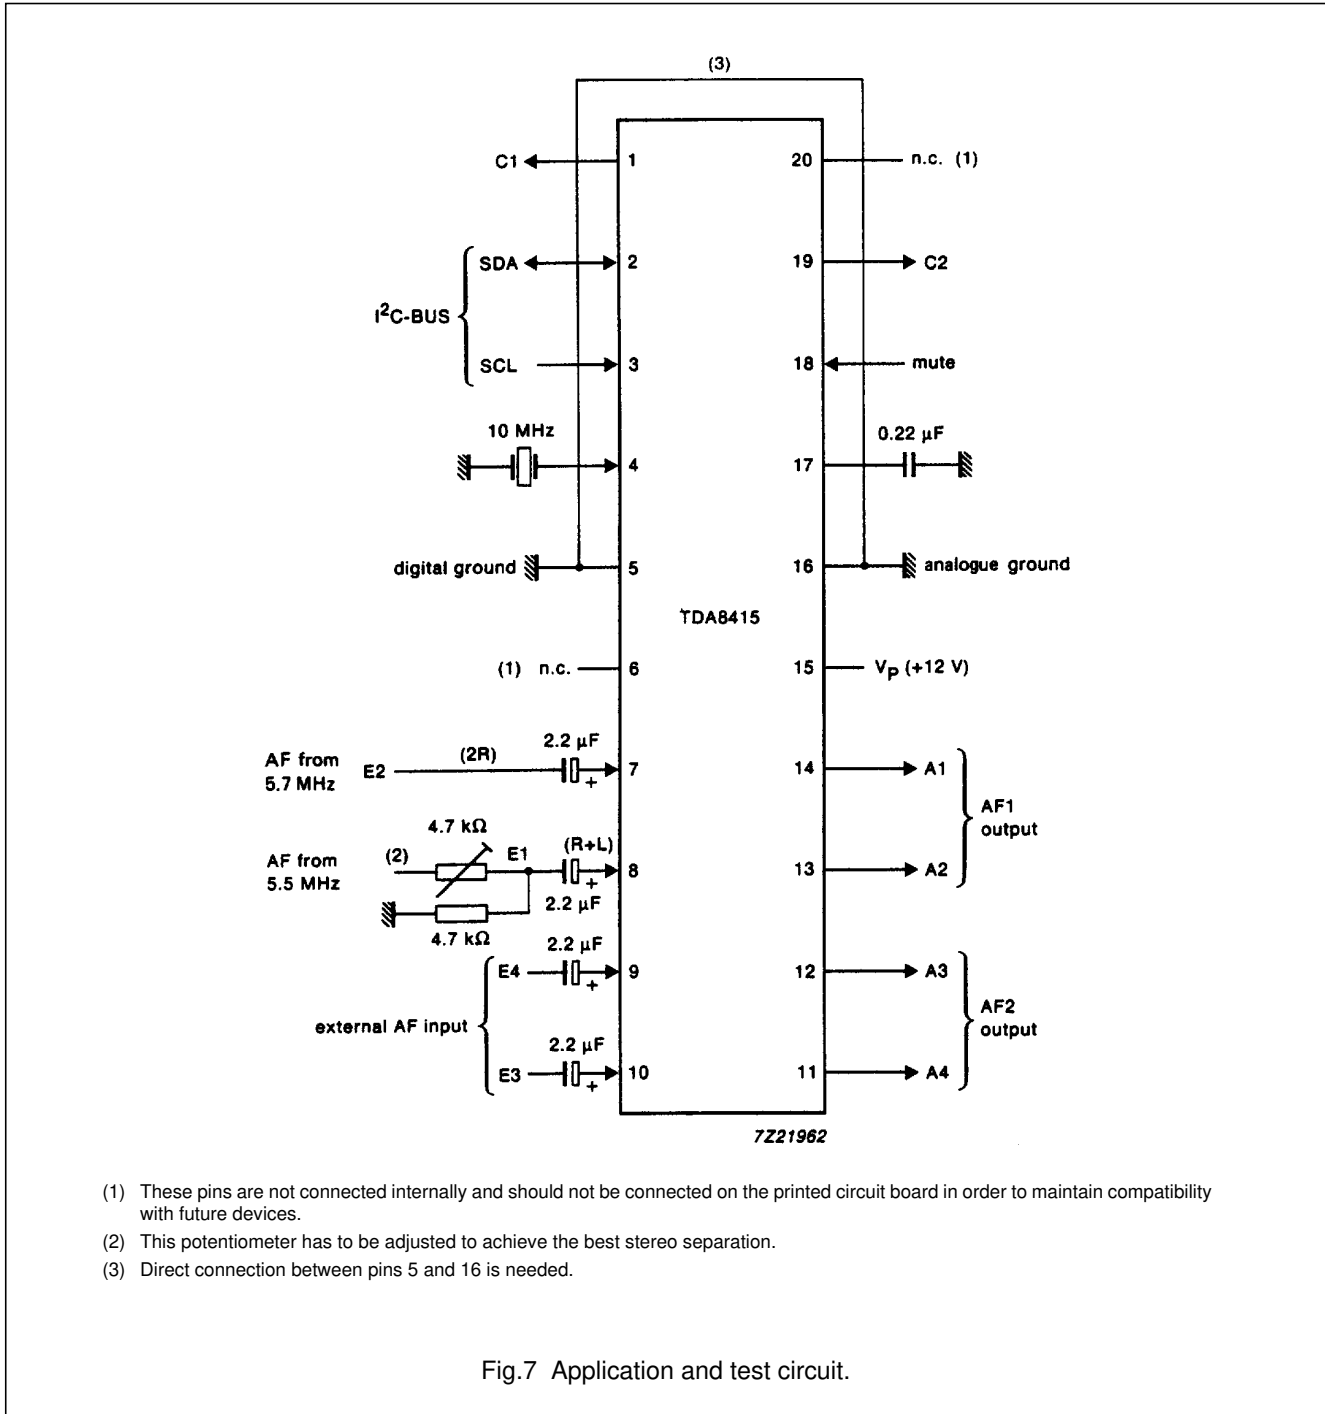 (3)
C1
1
20
n.c. (1)
SDA
2
19
C2
I²C-BUS
SCL
3
18
mute
10 MHz
4
17
0.22 µF
digital ground
5
16
analogue ground
TDA8415
(1) n.c.
6
15
Vp (+12 V)
AF from
5.7 MHz
E2
(2R)
2.2 µF
+
7
14
A1
AF1
output
4.7 kΩ
AF from
5.5 MHz
(2)
E1
(R+L)
+
8
13
A2
2.2 µF
4.7 kΩ
2.2 µF
E4
+
9
12
A3
external AF input
AF2
output
2.2 µF
E3
+
10
11
A4
7Z21962
(1) These pins are not connected internally and should not be connected on the printed circuit board in order to maintain compatibility
with future devices.
(2) This potentiometer has to be adjusted to achieve the best stereo separation.
(3) Direct connection between pins 5 and 16 is needed.
Fig.7 Application and test circuit.